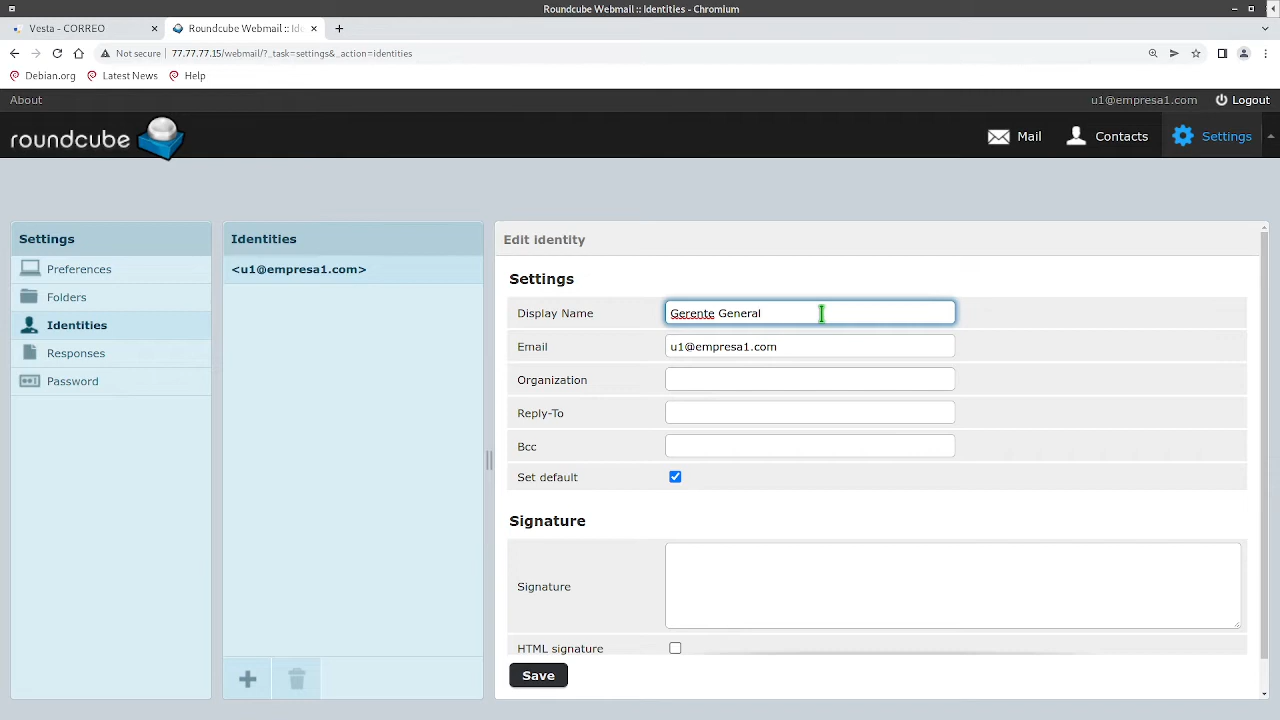 Roundcube Webmail :: Identities - Chromium
Vesta - CORREO
Roundcube Webmail :: Ide
Not secure
77.77.77.15/webmail/?_task=settings&_action=identities
Debian.org
Latest News
Help
About
u1@empresa1.com
Logout
roundcube
Mail
Contacts
Settings
Settings
Preferences
Folders
Identities
Responses
Password
Identities
<u1@empresa1.com>
Edit identity
Settings
Display Name
Gerente General
Email
u1@empresa1.com
Organization
Reply-To
Bcc
Set default
Signature
Signature
HTML signature
Save